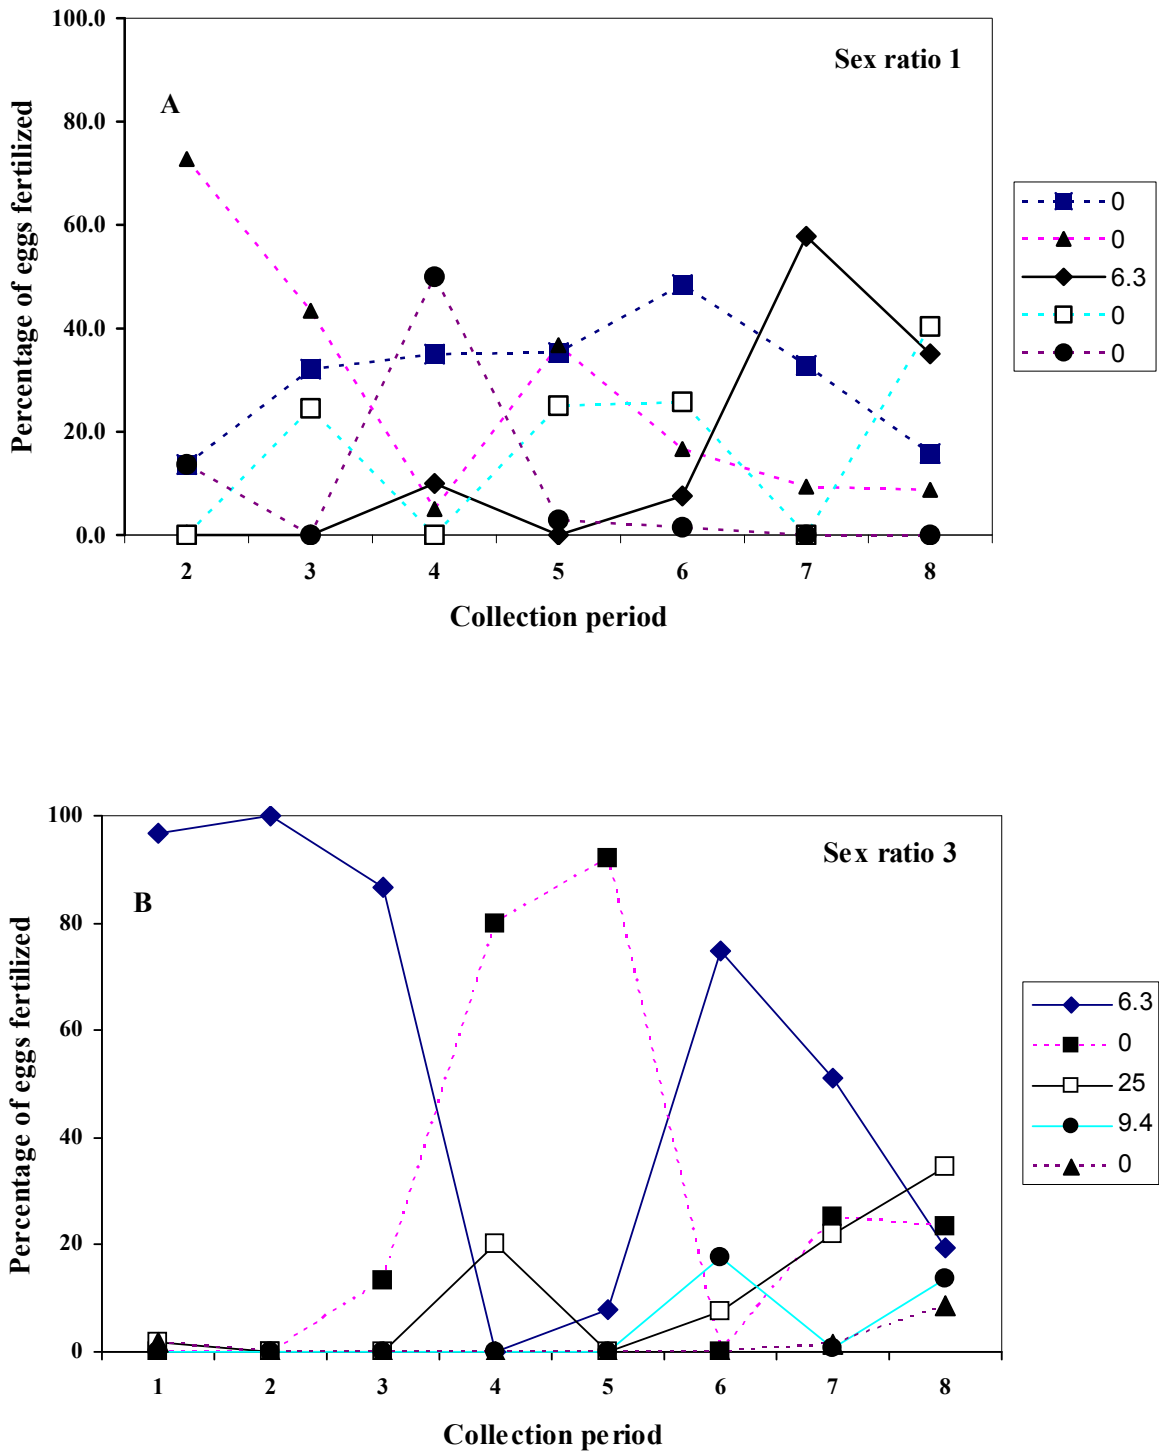 100.0
Sex ratio 1
A
80.0
60.0
40.0
20.0
0.0
Percentage of eggs fertilized
2 3 4 5 6 7 8
Collection period
0
0
6.3
0
0
100
Sex ratio 3
B
80
60
40
20
0
Percentage of eggs fertilized
1 2 3 4 5 6 7 8
Collection period
6.3
0
25
9.4
0